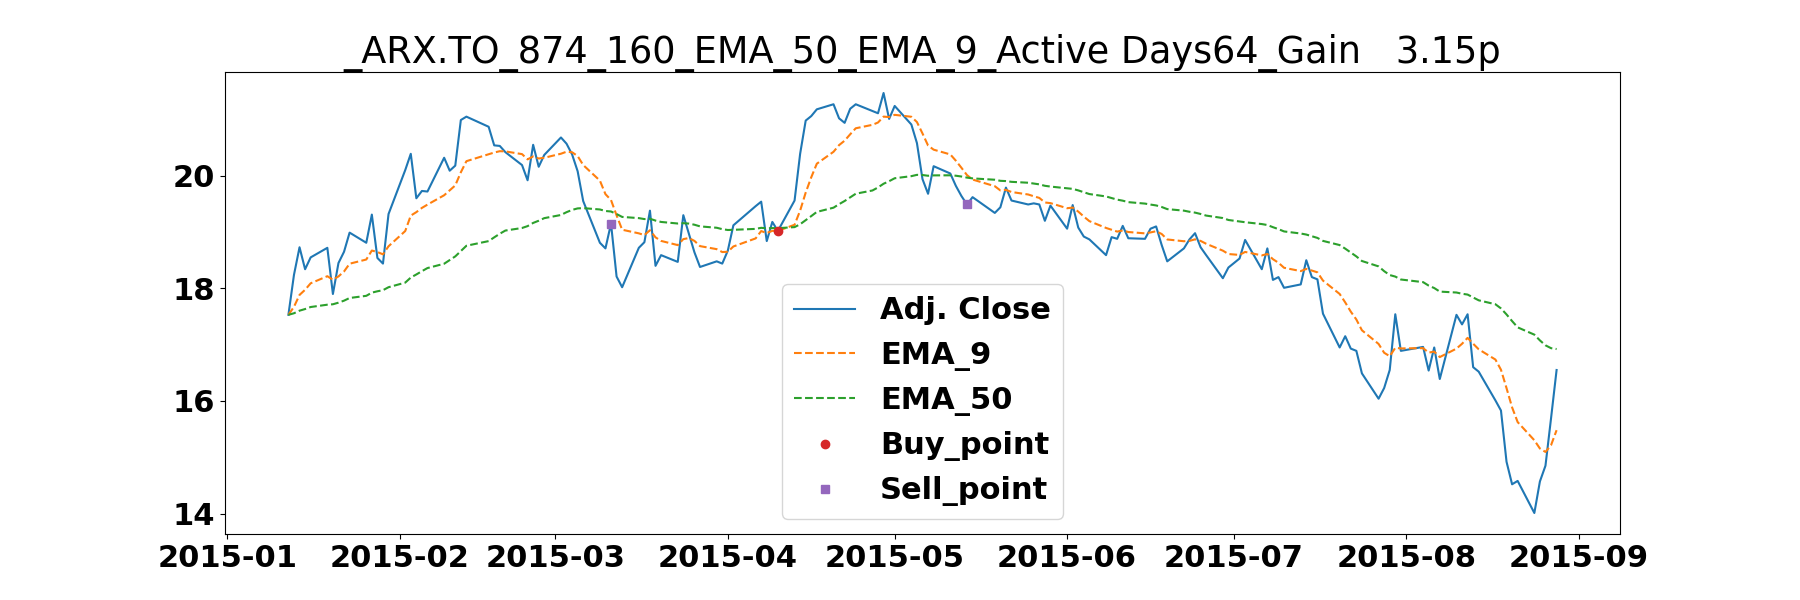 _ARX.TO_874_160_EMA_50_EMA_9_Active Days64_Gain   3.15p
20
18
16
14
Adj. Close
EMA_9
EMA_50
Buy_point
Sell_point
2015-01 2015-02 2015-03 2015-04 2015-05 2015-06 2015-07 2015-08 2015-09